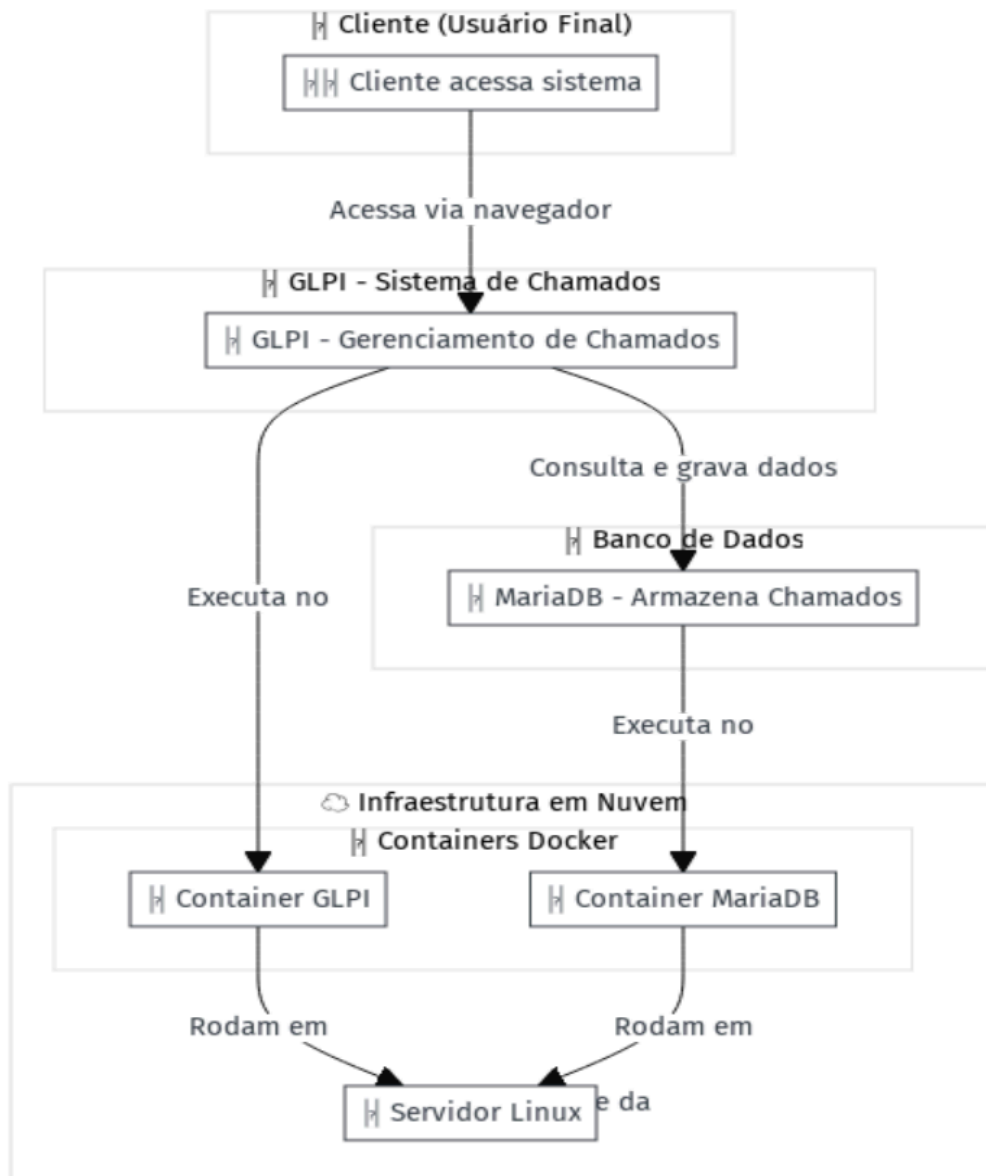 Cliente (Usuário Final)
Cliente acessa sistema
Acessa via navegador
GLPI - Sistema de Chamados
GLPI - Gerenciamento de Chamados
Consulta e grava dados
Banco de Dados
MariaDB - Armazena Chamados
Executa no
Executa no
Infraestrutura em Nuvem
Containers Docker
Container GLPI
Container MariaDB
Rodam em
Rodam em
Servidor Linux
e da